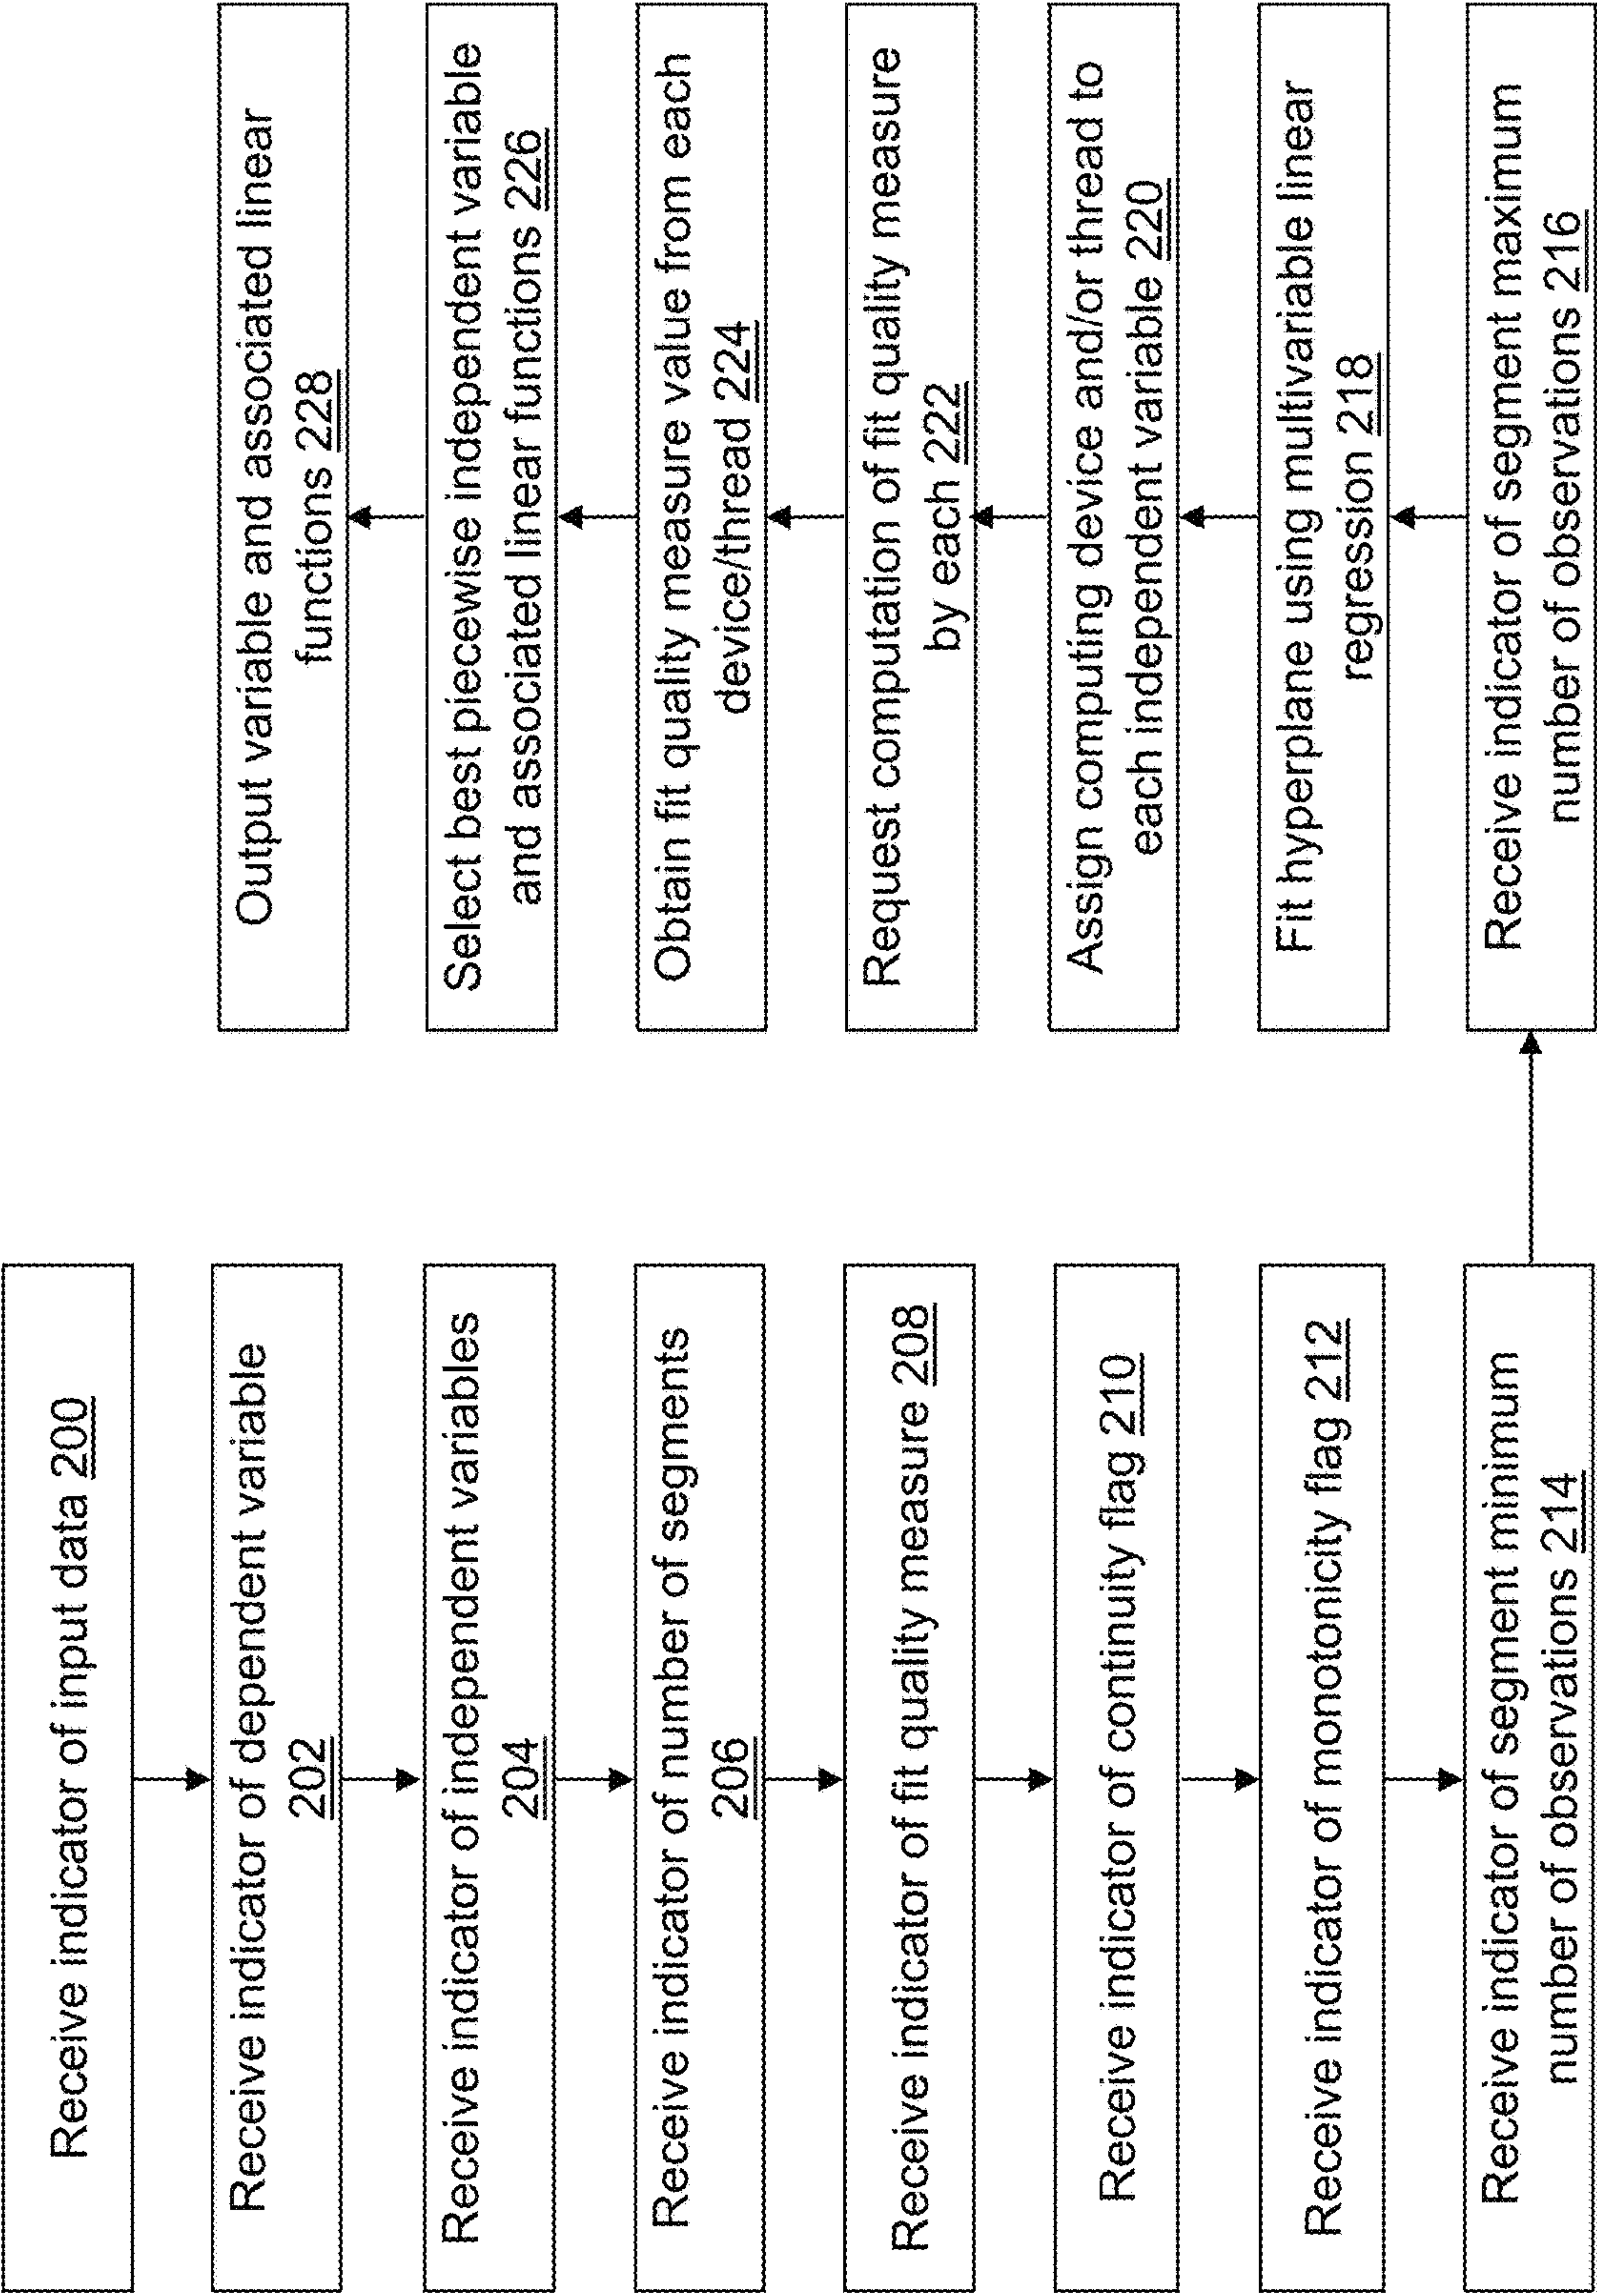 Receive indicator of input data 200
Receive indicator of dependent variable
202
Receive indicator of independent variables
204
Receive indicator of number of segments
206
Receive indicator of fit quality measure 208
Receive indicator of continuity flag 210
Receive indicator of monotonicity flag 212
Receive indicator of segment minimum
number of observations 214
Receive indicator of segment maximum
number of observations 216
Fit hyperplane using multivariable linear
regression 218
Assign computing device and/or thread to
each independent variable 220
Request computation of fit quality measure
by each 222
Obtain fit quality measure value from each
device/thread 224
Select best piecewise independent variable
and associated linear functions 226
Output variable and associated linear
functions 228